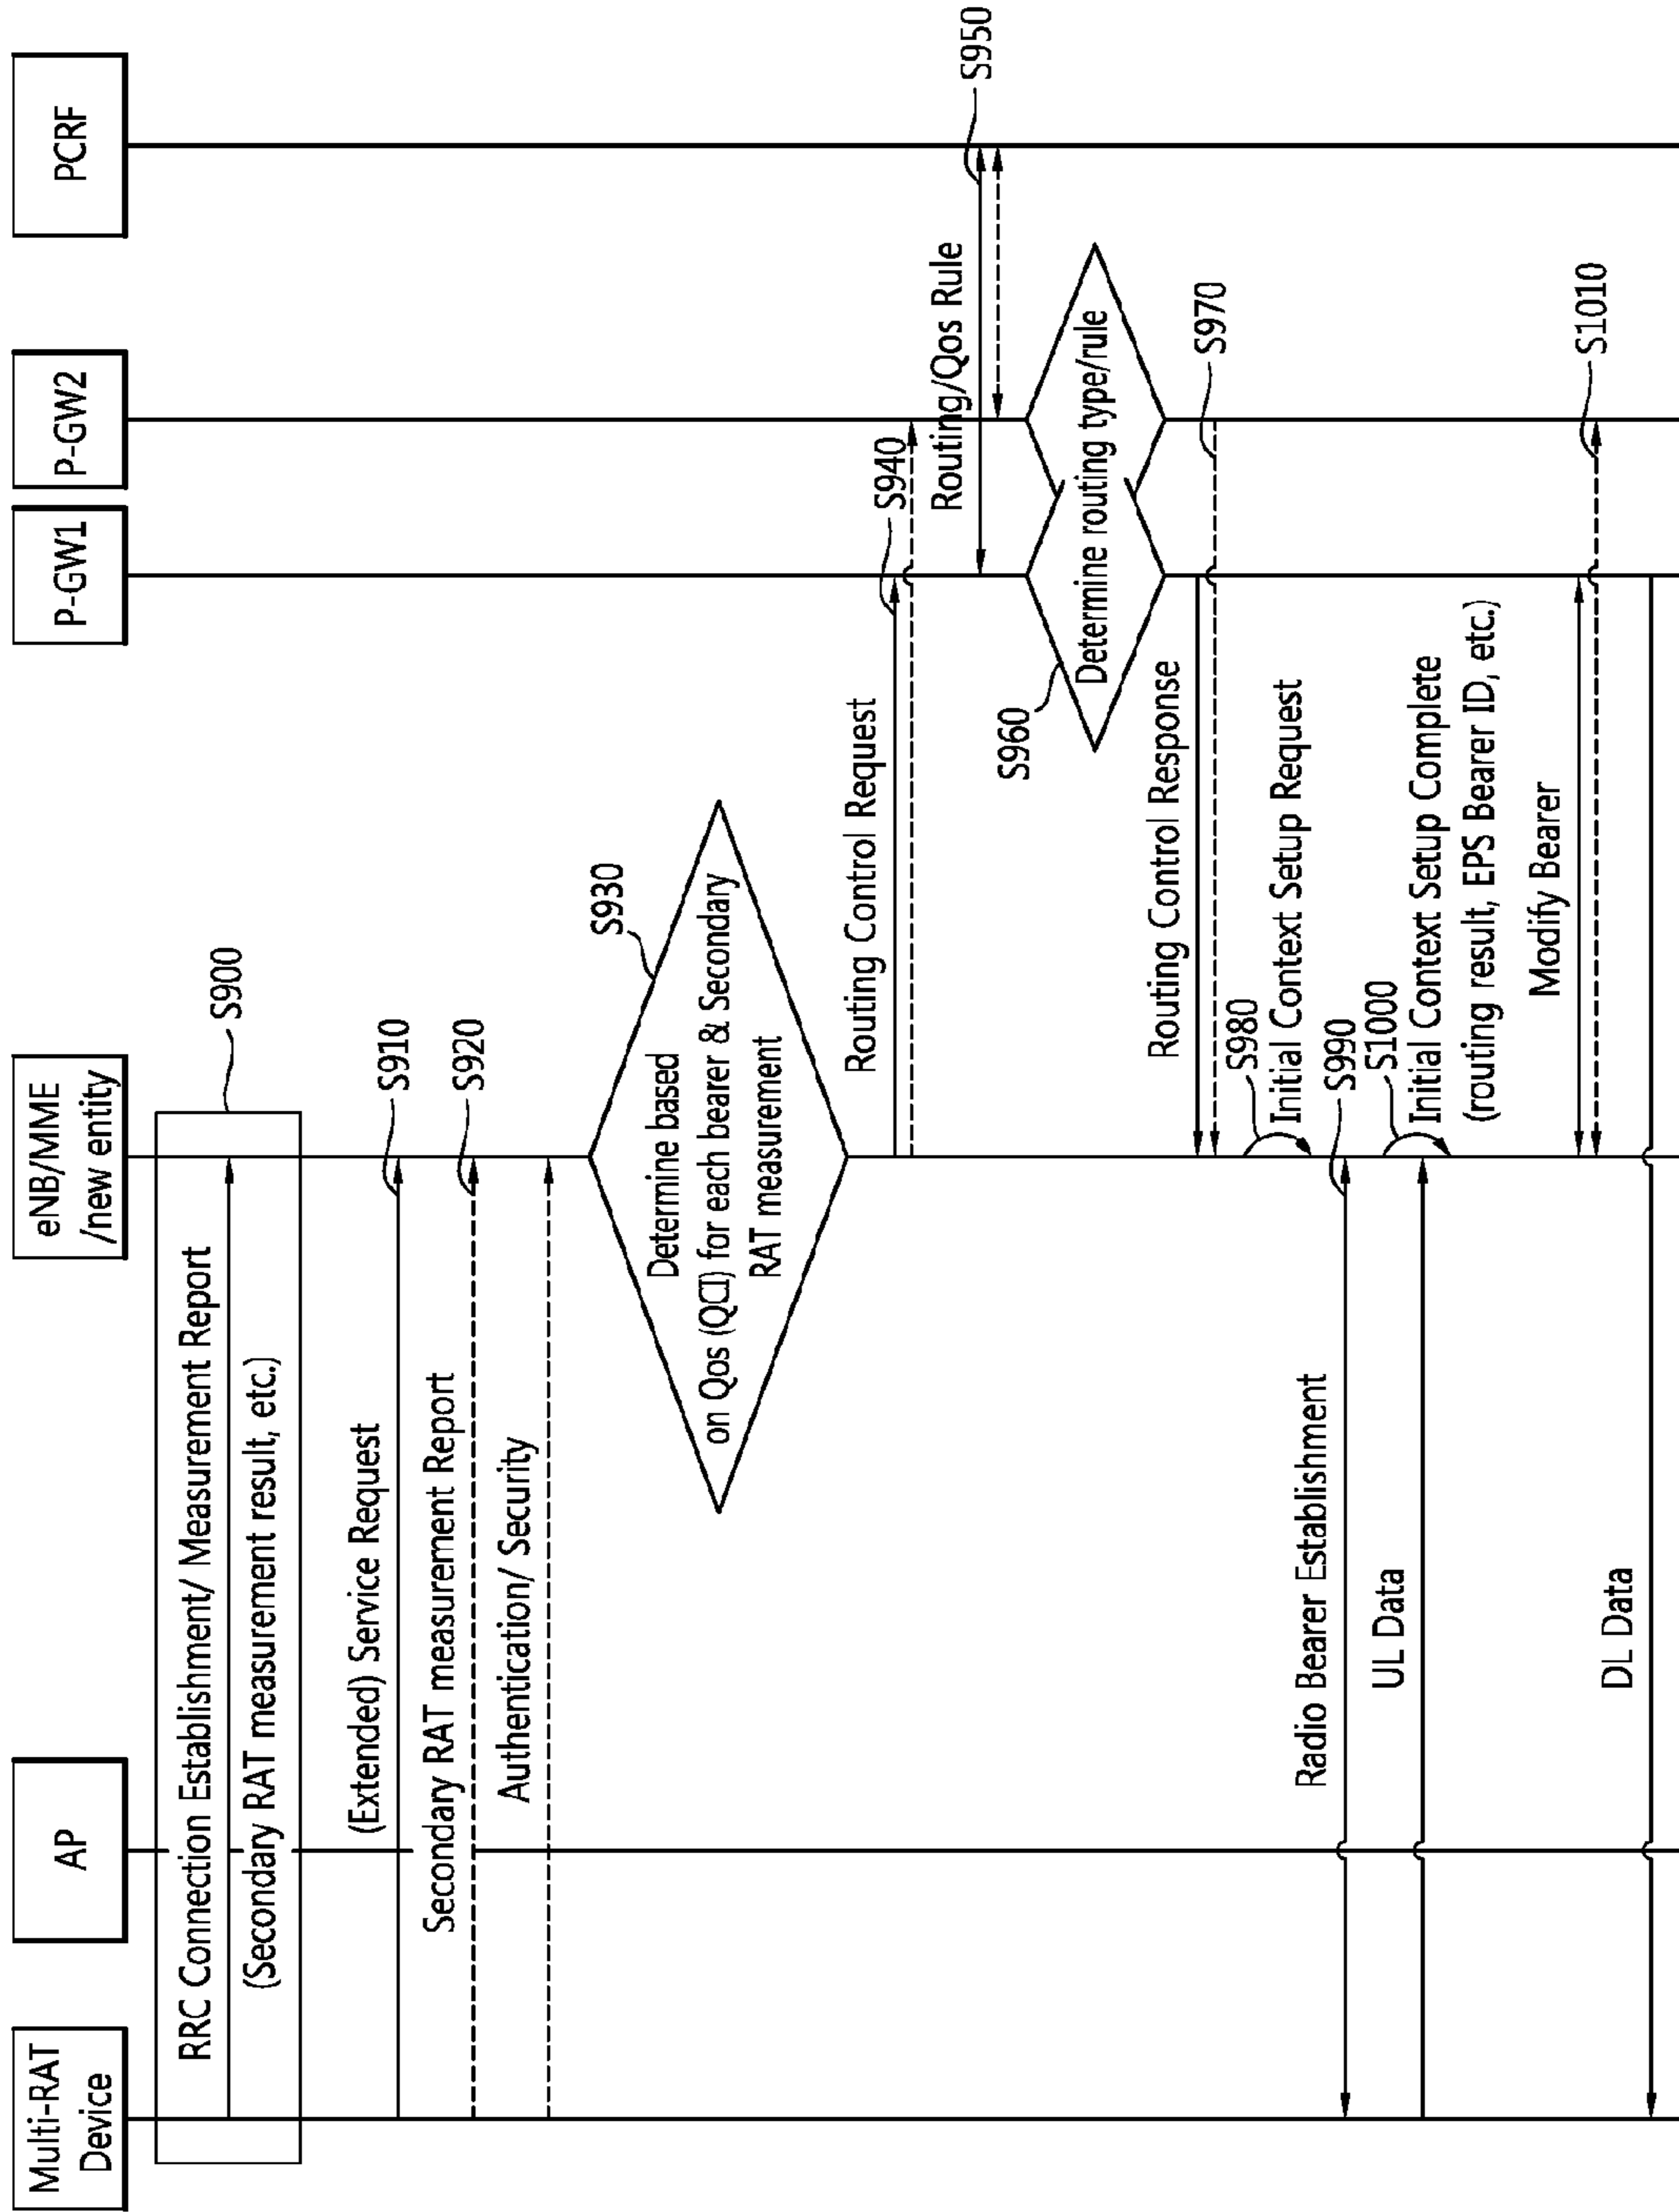 Multi-RAT
Device
AP
eNB/MME
/new entity
P-GW1
P-GW2
PCRF
RRC Connection Establishment/ Measurement Report
(Secondary RAT measurement result, etc.)
S900
(Extended) Service Request
S910
Secondary RAT measurement Report
S920
Authentication/ Security
Determine based
on Qos (QCI) for each bearer & Secondary
RAT measurement
S930
Routing Control Request
S940
Routing/Qos Rule
S950
Determine routing type/rule
S960
Routing Control Response
S970
S980
Initial Context Setup Request
Radio Bearer Establishment
S990
UL Data
S1000
Initial Context Setup Complete
(routing result, EPS Bearer ID, etc.)
Modify Bearer
S1010
DL Data